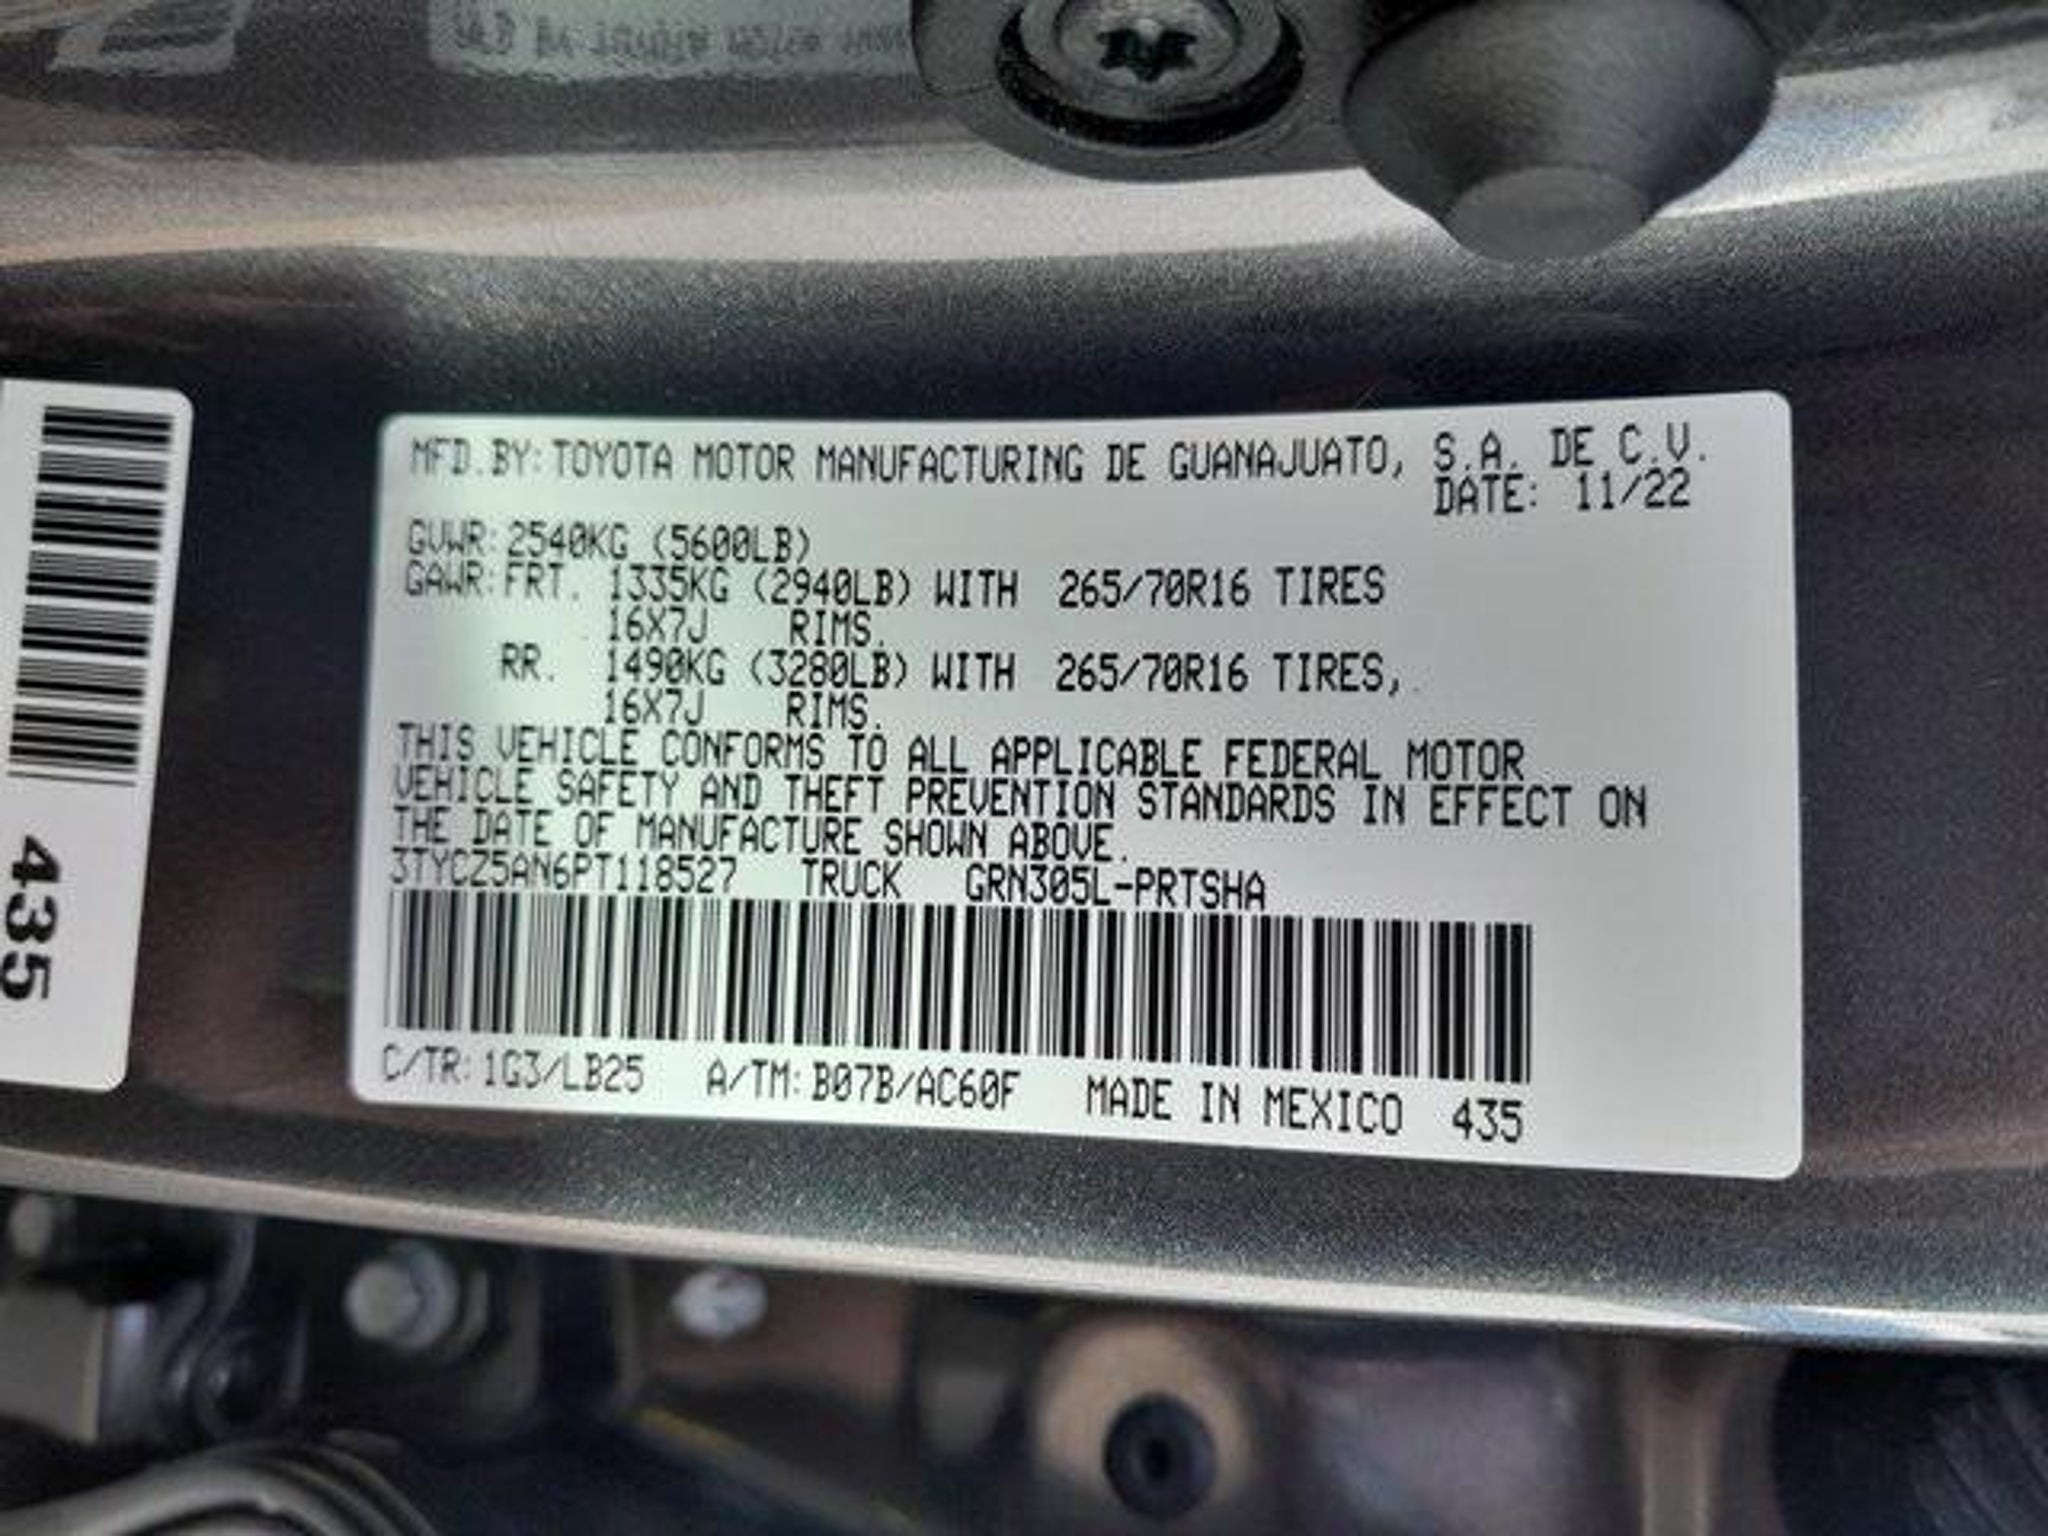 MFD.BY:TOYOTA MOTOR MANUFACTURING DE GUANAJUATO, S.A. DE C.V.
DATE: 11/22
GVWR:2540KG (5600LB)
GAWR:FRT. 1335KG (2940LB) WITH 265/70R16 TIRES
16X7J RIMS.
RR. 1490KG (3280LB) WITH 265/70R16 TIRES,
16X7J RIMS.
THIS VEHICLE CONFORMS TO ALL APPLICABLE FEDERAL MOTOR
VEHICLE SAFETY AND THEFT PREVENTION STANDARDS IN EFFECT ON
THE DATE OF MANUFACTURE SHOWN ABOVE.
3TYCZ5AN6PT118527 TRUCK GRN305L-PRTSHA
C/TR:1G3/LB25 A/TM:B07B/AC60F MADE IN MEXICO 435
435